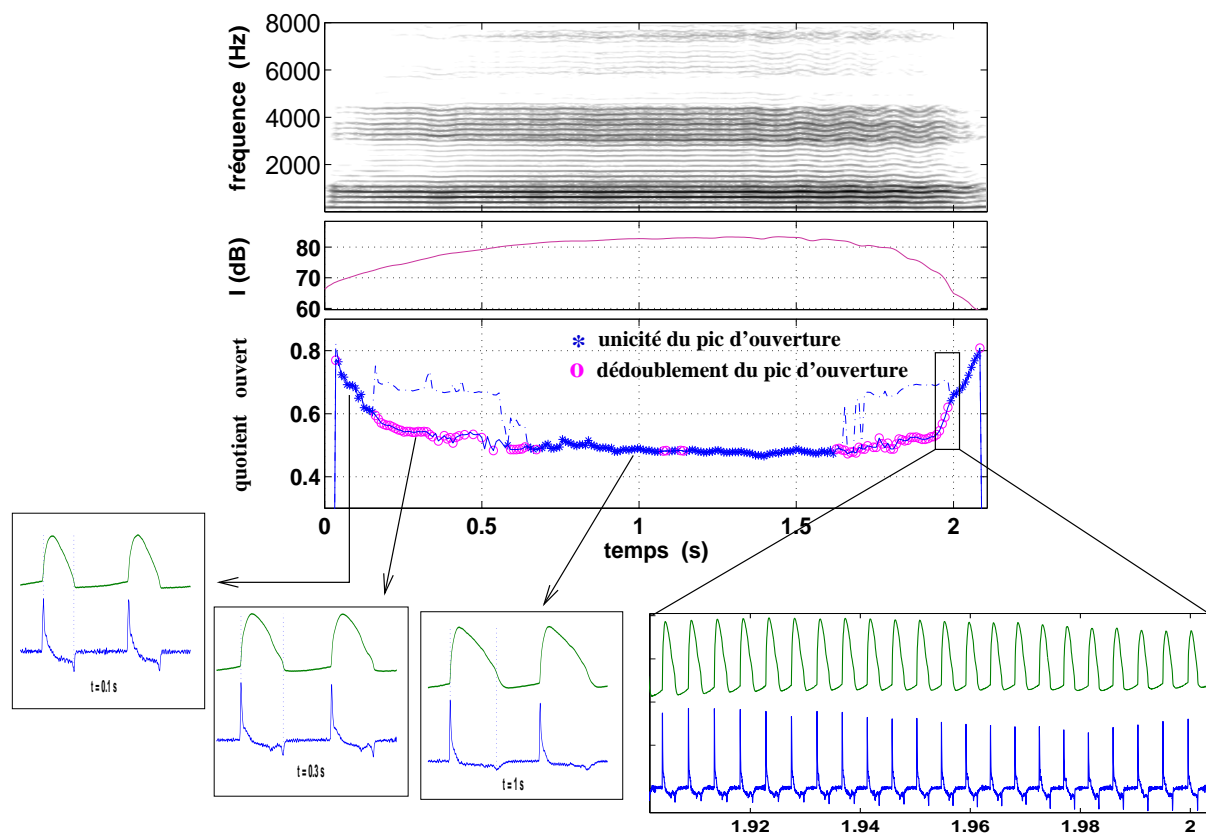 8000
6000
4000
2000
fréquence (Hz)
80
70
60
I (dB)
* unicité du pic d'ouverture
o dédoublement du pic d'ouverture
0.8
0.6
0.4
quotient ouvert
0 0.5 1 1.5 2
temps (s)
t = 0.1 s
t = 0.3 s
t = 1 s
1.92 1.94 1.96 1.98 2